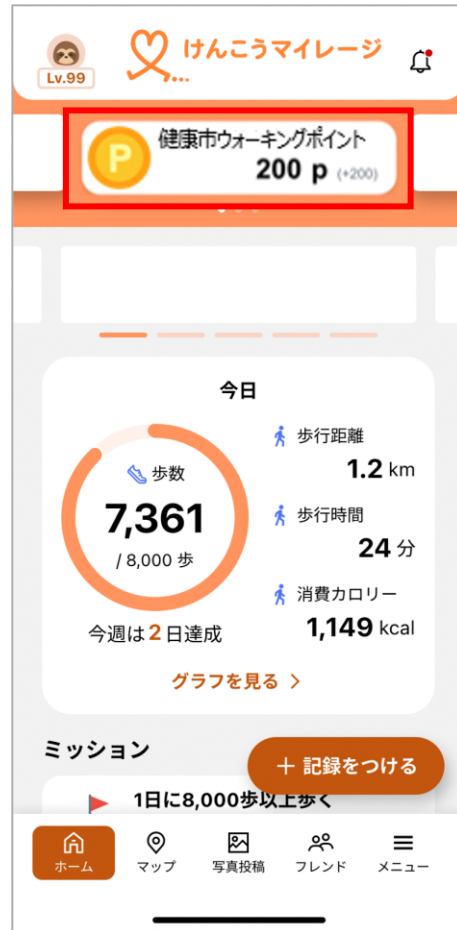 けんこうマイレージ
Lv.99
P
健康市ウォーキングポイント
200 p (+200)
今日
歩数
7,361
/ 8,000 歩
今週は2日達成
歩行距離
1.2 km
歩行時間
24 分
消費カロリー
1,149 kcal
グラフを見る
ミッション
＋ 記録をつける
1日に8,000歩以上歩く
ホーム
マップ
写真投稿
フレンド
メニュー